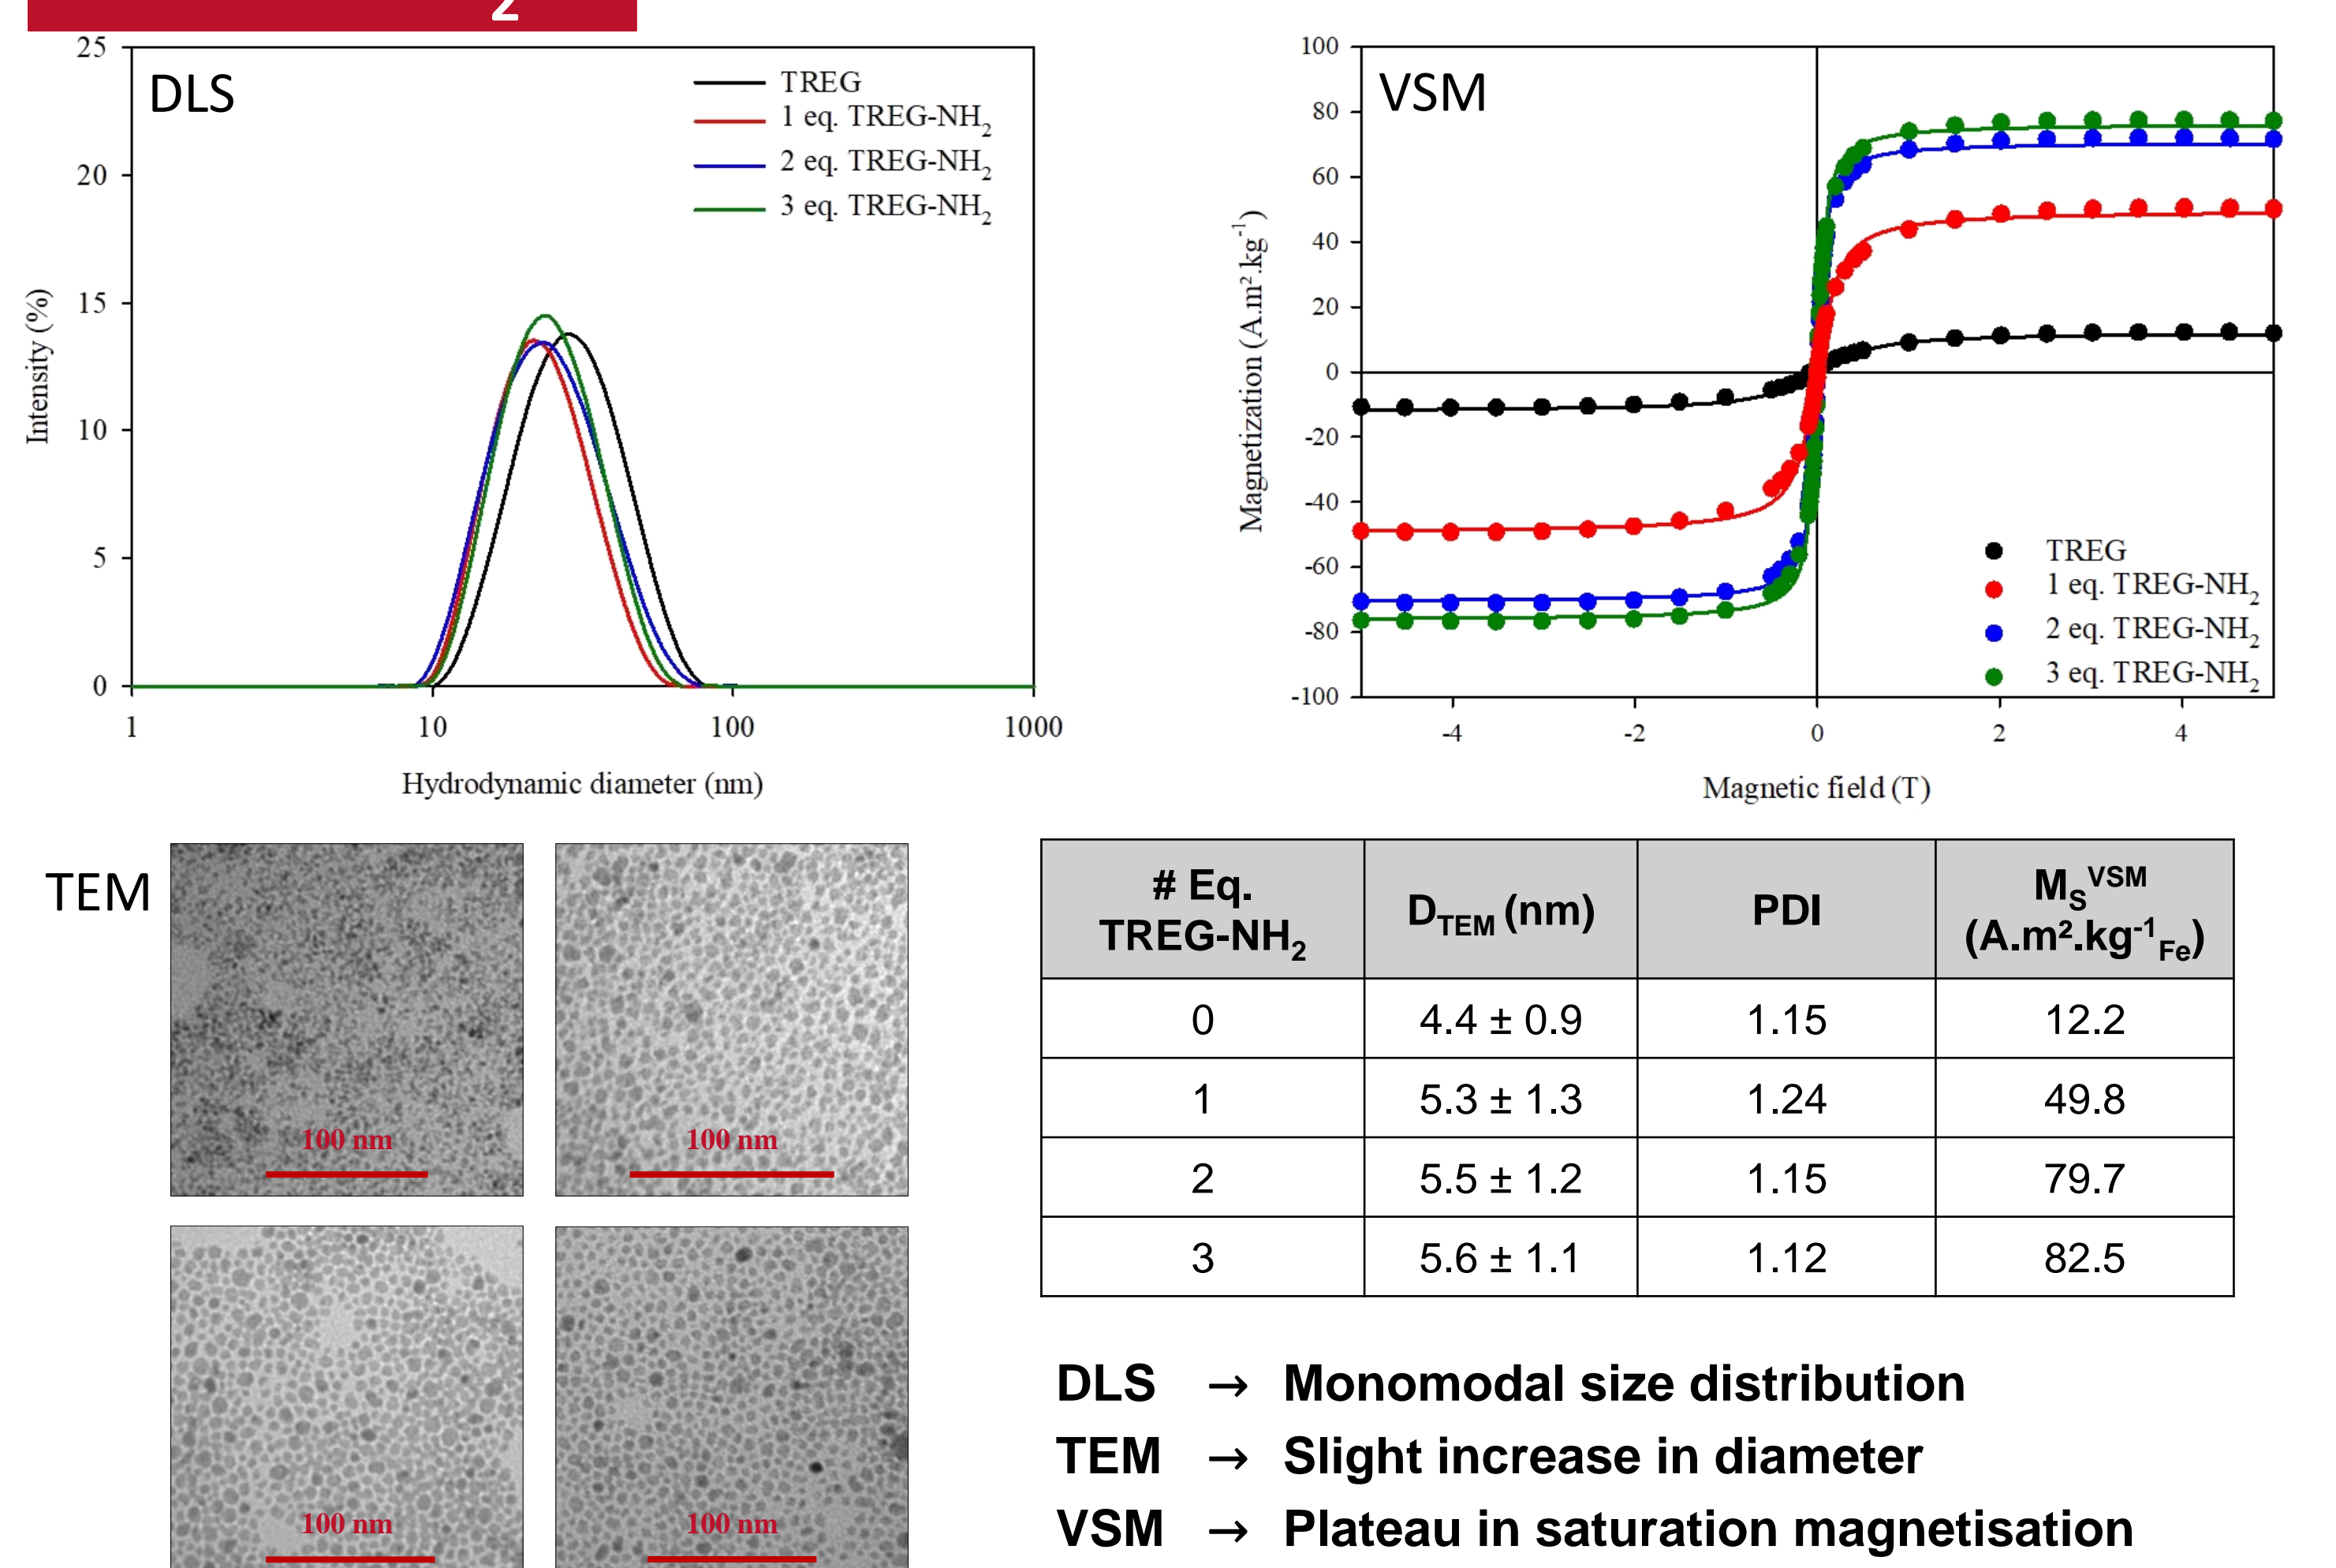 2
DLS
25
20
15
10
5
0
1
10
100
1000
Intensity (%)
Hydrodynamic diameter (nm)
TREG
1 eq. TREG-NH₂
2 eq. TREG-NH₂
3 eq. TREG-NH₂
VSM
100
80
60
40
20
0
-20
-40
-60
-80
-100
-4
-2
0
2
4
Magnetization (A.m².kg⁻¹)
Magnetic field (T)
TREG
1 eq. TREG-NH₂
2 eq. TREG-NH₂
3 eq. TREG-NH₂
TEM
100 nm
100 nm
100 nm
100 nm
# Eq. TREG-NH₂ D_TEM (nm) PDI M_S^VSM (A.m².kg⁻¹_Fe)
0 4.4 ± 0.9 1.15 12.2
1 5.3 ± 1.3 1.24 49.8
2 5.5 ± 1.2 1.15 79.7
3 5.6 ± 1.1 1.12 82.5
DLS → Monomodal size distribution
TEM → Slight increase in diameter
VSM → Plateau in saturation magnetisation